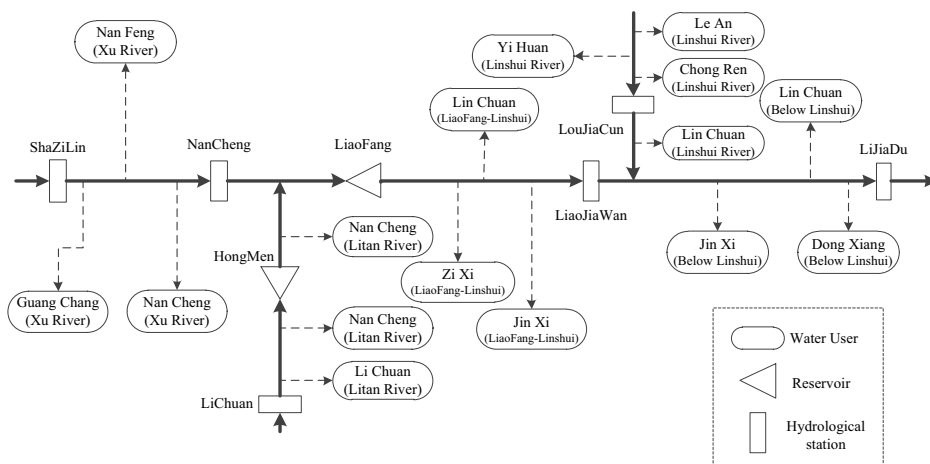 Nan Feng
(Xu River)
Le An
(Linshui River)
Yi Huan
(Linshui River)
Chong Ren
(Linshui River)
Lin Chuan
(LiaoFang-Linshui)
Lin Chuan
(Below Linshui)
LouJiaCun
Lin Chuan
(Linshui River)
ShaZiLin
NanCheng
LiaoFang
LiJiaDu
LiaoJiaWan
Nan Cheng
(Litan River)
HongMen
Zi Xi
(LiaoFang-Linshui)
Jin Xi
(Below Linshui)
Dong Xiang
(Below Linshui)
Guang Chang
(Xu River)
Nan Cheng
(Xu River)
Nan Cheng
(Litan River)
Jin Xi
(LiaoFang-Linshui)
Li Chuan
(Litan River)
LiChuan
Water User
Reservoir
Hydrological
station